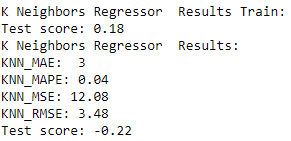 K Neighbors Regressor  Results Train:
Test score: 0.18
K Neighbors Regressor  Results:
KNN_MAE:  3
KNN_MAPE: 0.04
KNN_MSE: 12.08
KNN_RMSE: 3.48
Test score: -0.22